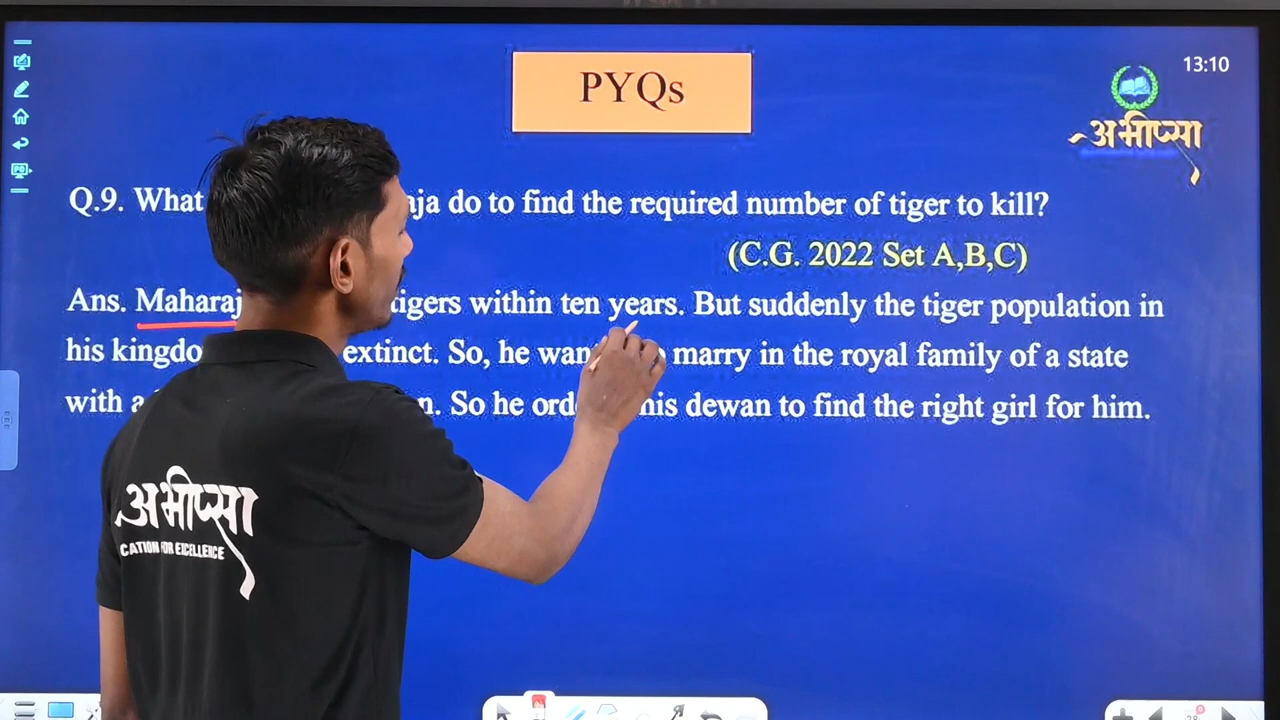 PYQs
13:10
अभीप्सा
Q.9. What aja do to find the required number of tiger to kill?
(C.G. 2022 Set A,B,C)
Ans. Maharaj tigers within ten years. But suddenly the tiger population in
his kingdo extinct. So, he wan marry in the royal family of a state
with a n. So he ord his dewan to find the right girl for him.
अभीप्सा
CATION FOR EXCELLENCE